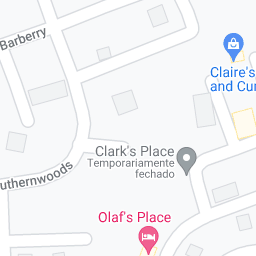 Barberry
Claire's
and Cur
Clark's Place
Temporariamente
fechado
uthernwoods
Olaf's Place